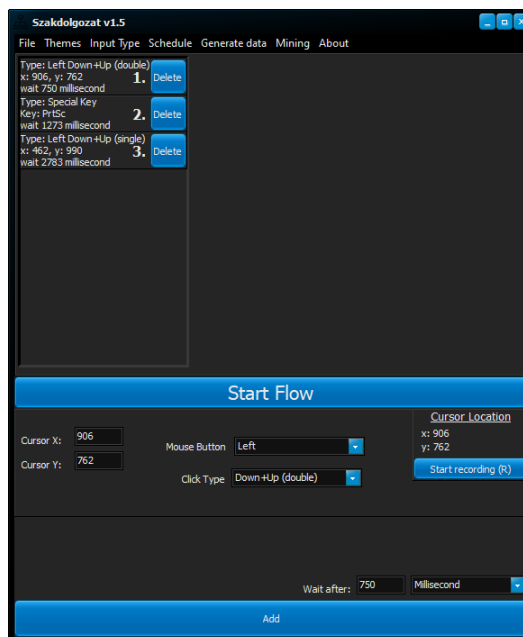 Szakdolgozat v1.5
File Themes Input Type Schedule Generate data Mining About
Type: Left Down+Up (double)
x: 906, y: 762
wait 750 millisecond
1.
Delete
Type: Special Key
Key: PrtSc
wait 1273 millisecond
2.
Delete
Type: Left Down+Up (single)
x: 462, y: 990
wait 2783 millisecond
3.
Delete
Start Flow
Cursor X: 906
Cursor Y: 762
Mouse Button Left
Click Type Down+Up (double)
Cursor Location
x: 906
y: 762
Start recording (R)
Wait after: 750 Millisecond
Add